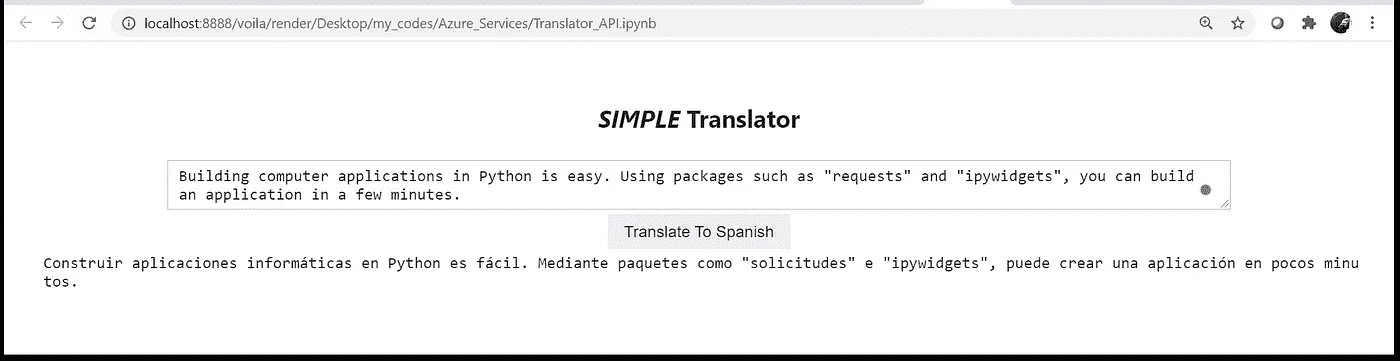 localhost:8888/voila/render/Desktop/my_codes/Azure_Services/Translator_API.ipynb
SIMPLE Translator
Building computer applications in Python is easy. Using packages such as "requests" and "ipywidgets", you can build
an application in a few minutes.
Translate To Spanish
Construir aplicaciones informáticas en Python es fácil. Mediante paquetes como "solicitudes" e "ipywidgets", puede crear una aplicación en pocos minu
tos.